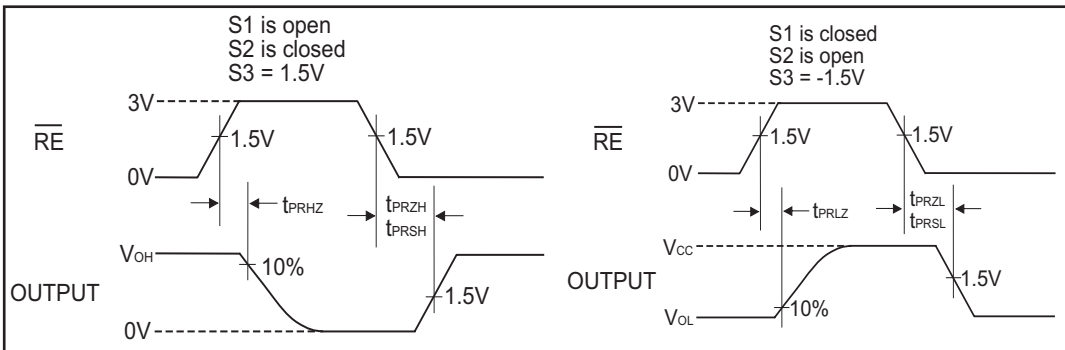 S1 is open
S2 is closed
S3 = 1.5V
3V
RE
1.5V
1.5V
0V
tPRHZ
tPRZH
tPRSH
VOH
10%
OUTPUT
1.5V
0V
S1 is closed
S2 is open
S3 = -1.5V
3V
RE
1.5V
1.5V
0V
tPRLZ
tPRZL
tPRSL
VCC
OUTPUT
1.5V
10%
VOL